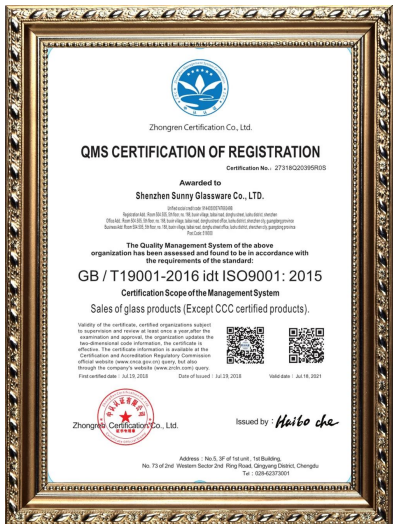 Zhongren Certification Co., Ltd.
QMS CERTIFICATION OF REGISTRATION
Certification No.: 27318Q20395R0S
Awarded to
Shenzhen Sunny Glassware Co., LTD.
The Quality Management System of the above
organization has been assessed and found to be in accordance with
the requirements of the standard:
GB / T19001-2016 idt ISO9001: 2015
Certification Scope of the Management System
Sales of glass products (Except CCC certified products).
Validity of the certificate, certified organizations subject
to supervision and review at least once a year, after the
examination and approval, the organization updates the
two-dimensional code information, the certificate is
effective. The certificate information is available at the
Certification and Accreditation Regulatory Commission
official website (www.cnca.gov.cn) query, but also
through the company's website (www.zrcln.com) query.
First certified date : Jul.19, 2018 Date of Issued : Jul.19, 2018 Valid date : Jul.18, 2021
Zhongren Certification Co., Ltd.
Issued by : Haibo che
Address : No.5, 3F of 1st unit , 1st Building,
No. 73 of 2nd Western Sector 2nd Ring Road, Qingyang District, Chengdu
Tel : 028-62373001